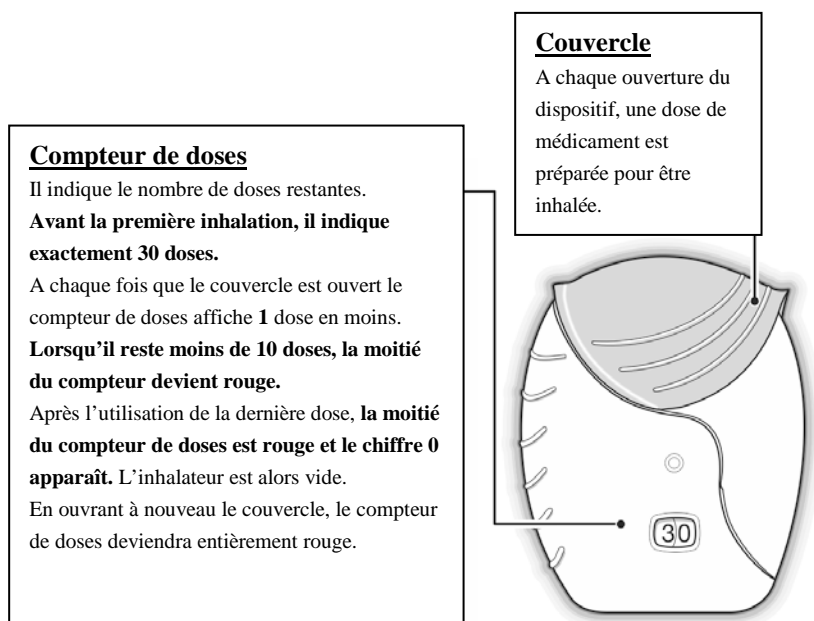 Couvercle
A chaque ouverture du
dispositif, une dose de
médicament est
préparée pour être
inhalée.
Compteur de doses
Il indique le nombre de doses restantes.
Avant la première inhalation, il indique
exactement 30 doses.
A chaque fois que le couvercle est ouvert le
compteur de doses affiche 1 dose en moins.
Lorsqu'il reste moins de 10 doses, la moitié
du compteur devient rouge.
Après l’utilisation de la dernière dose, la moitié
du compteur de doses est rouge et le chiffre 0
apparaît. L’inhalateur est alors vide.
En ouvrant à nouveau le couvercle, le compteur
de doses deviendra entièrement rouge.
30